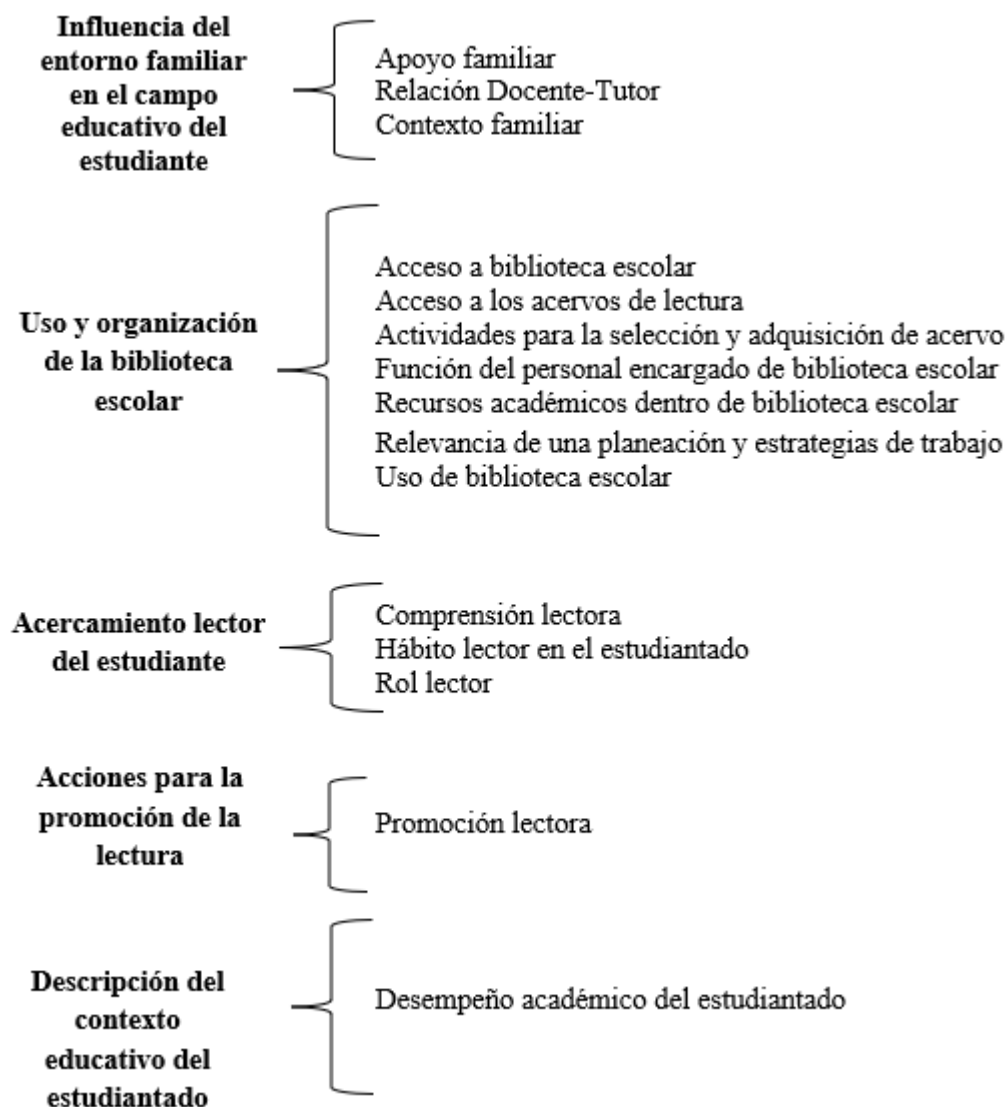 Influencia del
entorno familiar
en el campo
educativo del
estudiante
Apoyo familiar
Relación Docente-Tutor
Contexto familiar
Uso y organización
de la biblioteca
escolar
Acceso a biblioteca escolar
Acceso a los acervos de lectura
Actividades para la selección y adquisición de acervo
Función del personal encargado de biblioteca escolar
Recursos académicos dentro de biblioteca escolar
Relevancia de una planeación y estrategias de trabajo
Uso de biblioteca escolar
Acercamiento lector
del estudiante
Comprensión lectora
Hábito lector en el estudiantado
Rol lector
Acciones para la
promoción de la
lectura
Promoción lectora
Descripción del
contexto
educativo del
estudiantado
Desempeño académico del estudiantado